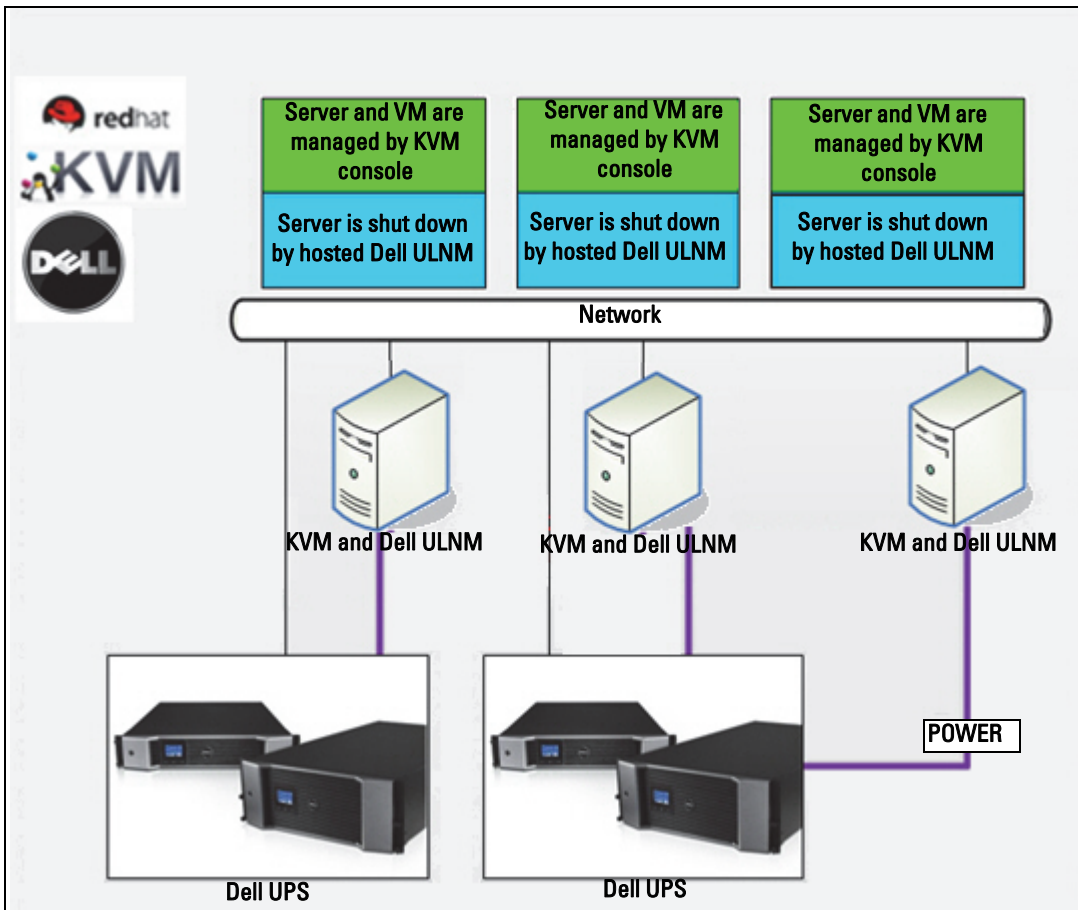 redhat
KVM
DELL
Server and VM are
managed by KVM
console
Server is shut down
by hosted Dell ULNM
Server and VM are
managed by KVM
console
Server is shut down
by hosted Dell ULNM
Server and VM are
managed by KVM
console
Server is shut down
by hosted Dell ULNM
Network
KVM and Dell ULNM
KVM and Dell ULNM
KVM and Dell ULNM
POWER
Dell UPS
Dell UPS